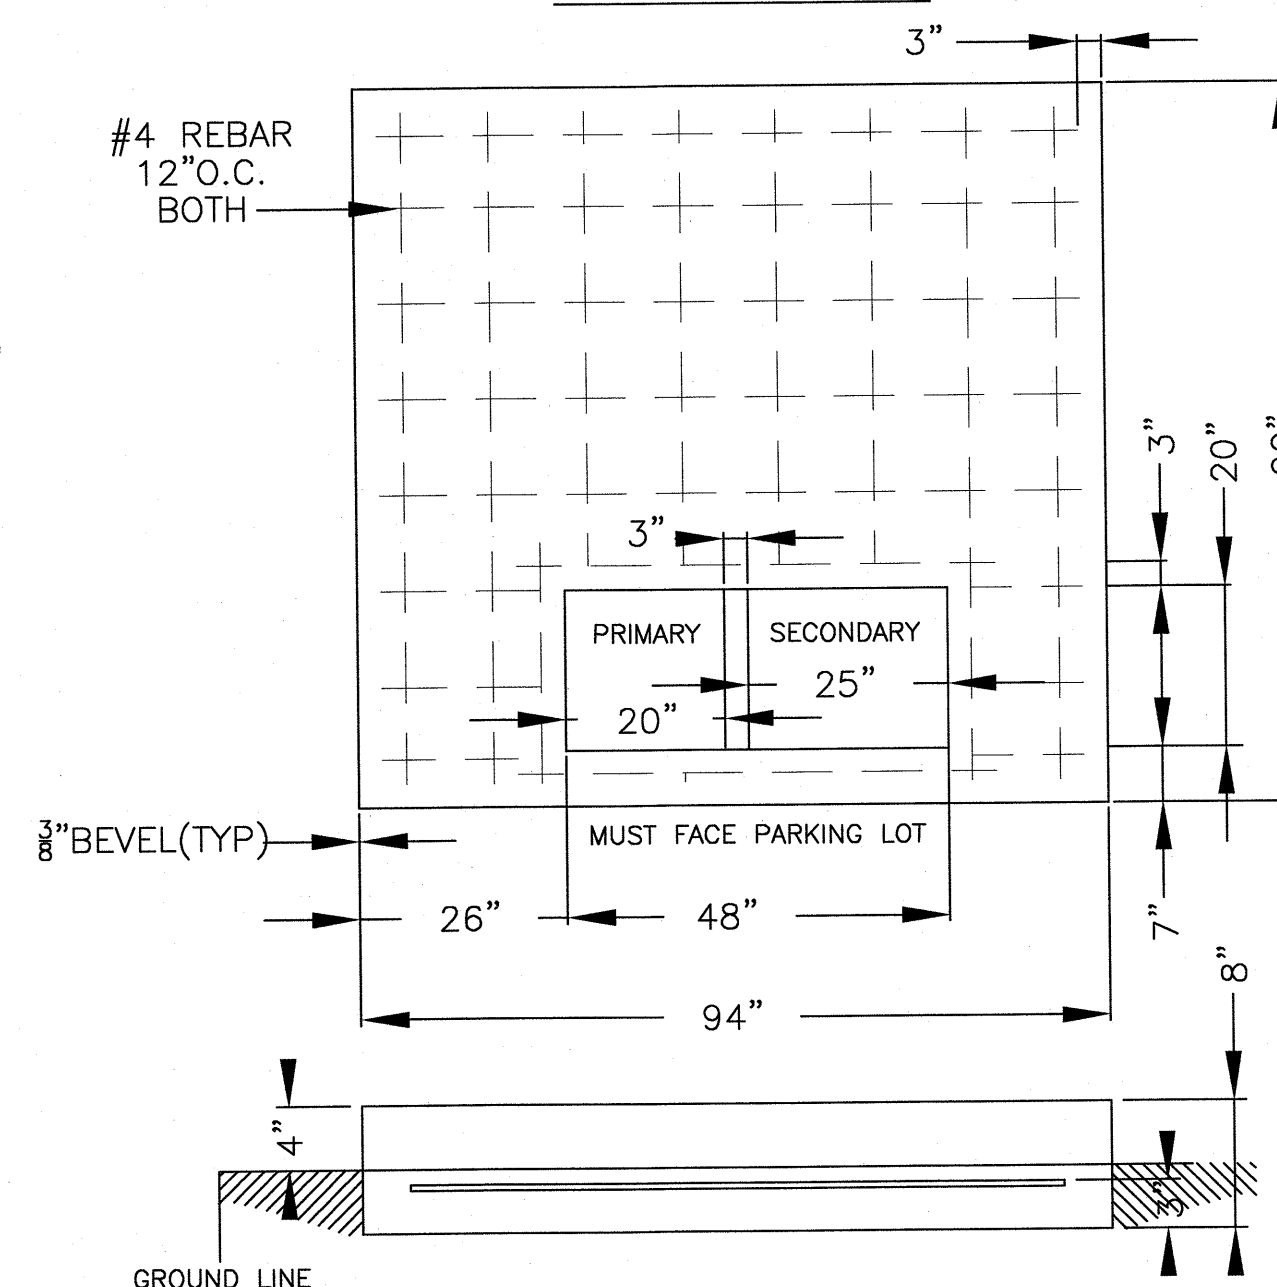 3"
#4 REBAR
12"O.C.
BOTH
3"
20"
3"
PRIMARY
SECONDARY
25"
20"
3/8"BEVEL(TYP)
MUST FACE PARKING LOT
26"
48"
7"
8"
94"
4"
3"
GROUND LINE